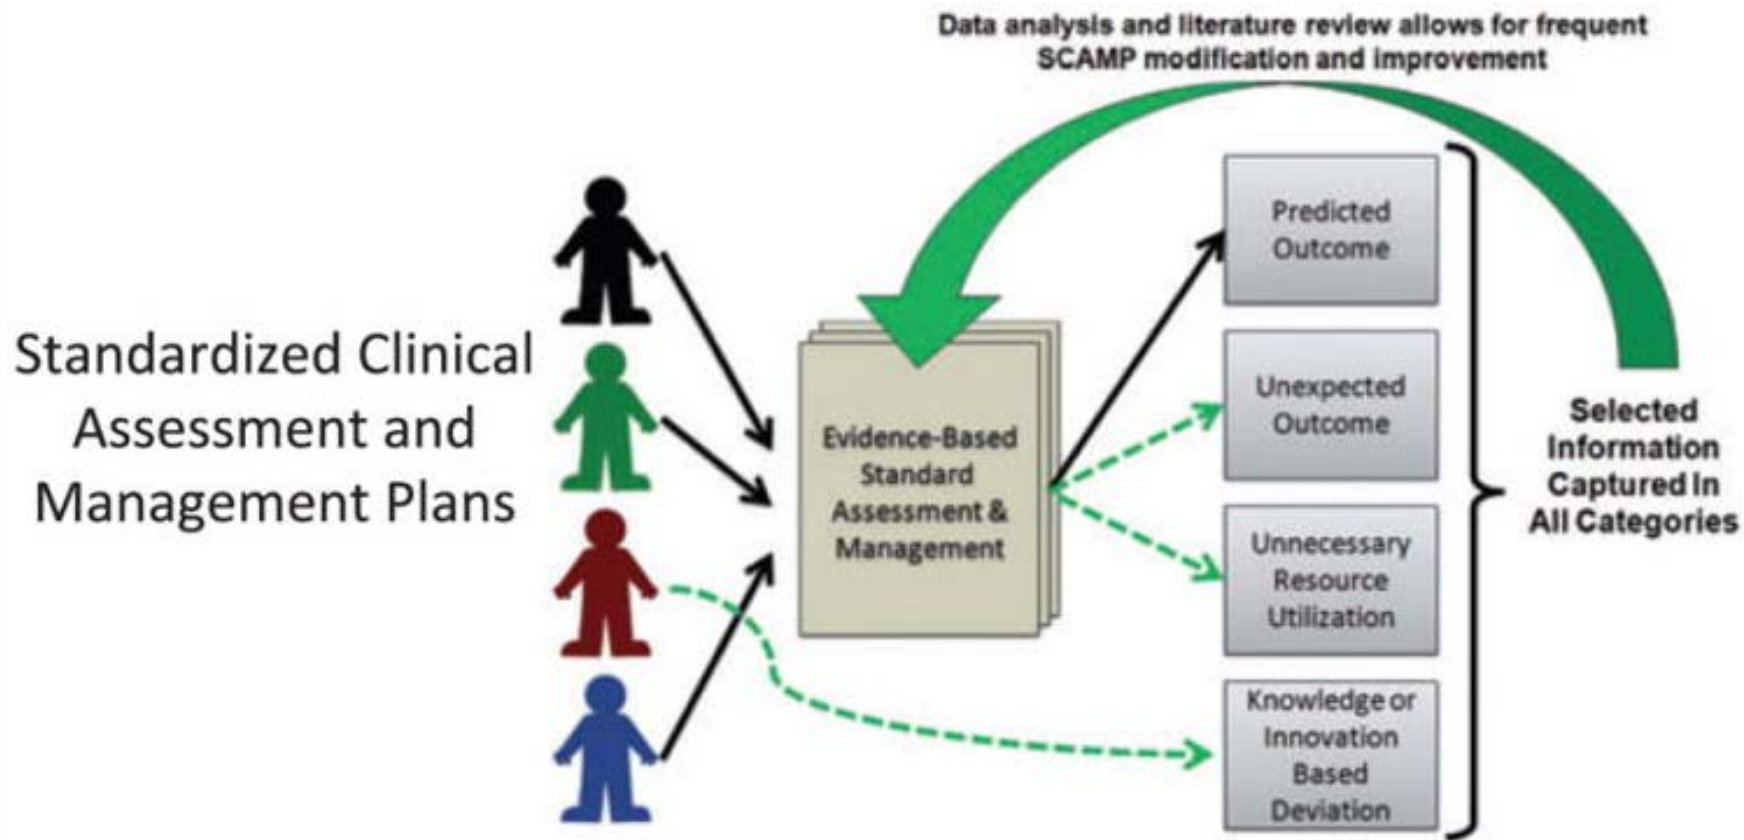 Data analysis and literature review allows for frequent
SCAMP modification and improvement
Standardized Clinical
Assessment and
Management Plans
Evidence-Based
Standard
Assessment &
Management
Predicted
Outcome
Unexpected
Outcome
Unnecessary
Resource
Utilization
Knowledge or
Innovation
Based
Deviation
Selected
Information
Captured In
All Categories